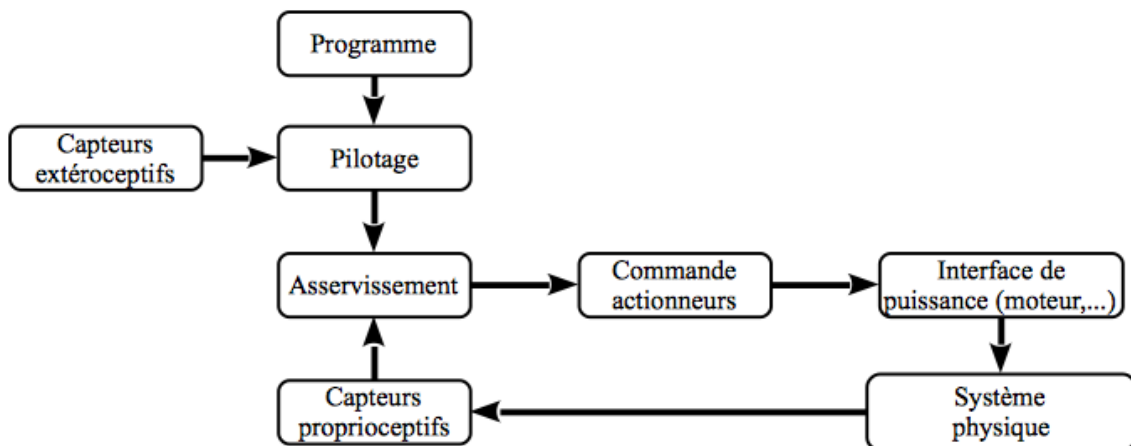 Programme
Capteurs
extéroceptifs
Pilotage
Asservissement
Commande
actionneurs
Interface de
puissance (moteur,...)
Capteurs
proprioceptifs
Système
physique